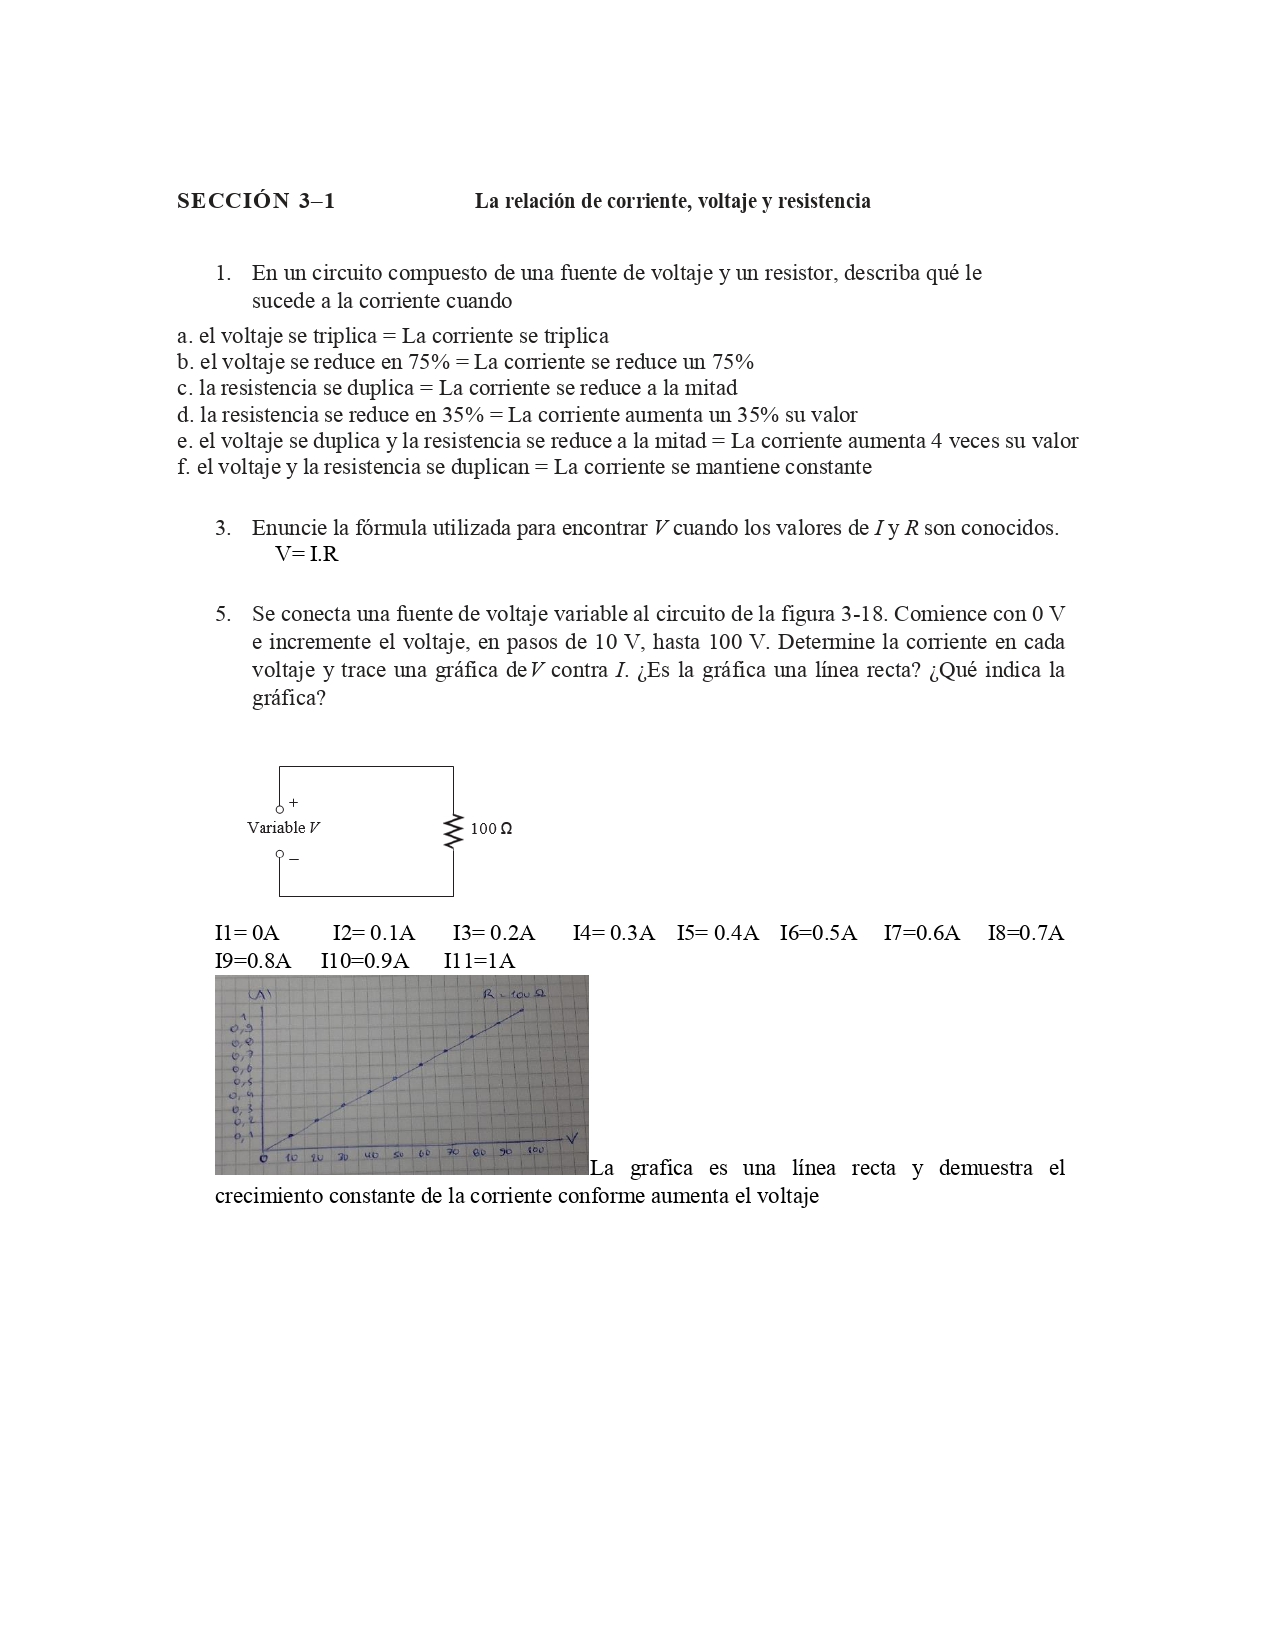 SECCIÓN 3–1 La relación de corriente, voltaje y resistencia
1. En un circuito compuesto de una fuente de voltaje y un resistor, describa qué le
sucede a la corriente cuando
a. el voltaje se triplica = La corriente se triplica
b. el voltaje se reduce en 75% = La corriente se reduce un 75%
c. la resistencia se duplica = La corriente se reduce a la mitad
d. la resistencia se reduce en 35% = La corriente aumenta un 35% su valor
e. el voltaje se duplica y la resistencia se reduce a la mitad = La corriente aumenta 4 veces su valor
f. el voltaje y la resistencia se duplican = La corriente se mantiene constante
3. Enuncie la fórmula utilizada para encontrar V cuando los valores de I y R son conocidos.
V= I.R
5. Se conecta una fuente de voltaje variable al circuito de la figura 3-18. Comience con 0 V
e incremente el voltaje, en pasos de 10 V, hasta 100 V. Determine la corriente en cada
voltaje y trace una gráfica de V contra I. ¿Es la gráfica una línea recta? ¿Qué indica la
gráfica?
+
Variable V
100 Ω
–
I1= 0A I2= 0.1A I3= 0.2A I4= 0.3A I5= 0.4A I6=0.5A I7=0.6A I8=0.7A
I9=0.8A I10=0.9A I11=1A
(A) R = 100 Ω
1
0,9
0,8
0,7
0,6
0,5
0,4
0,3
0,2
0,1
V
0 10 20 30 40 50 60 70 80 90 100
La grafica es una línea recta y demuestra el
crecimiento constante de la corriente conforme aumenta el voltaje